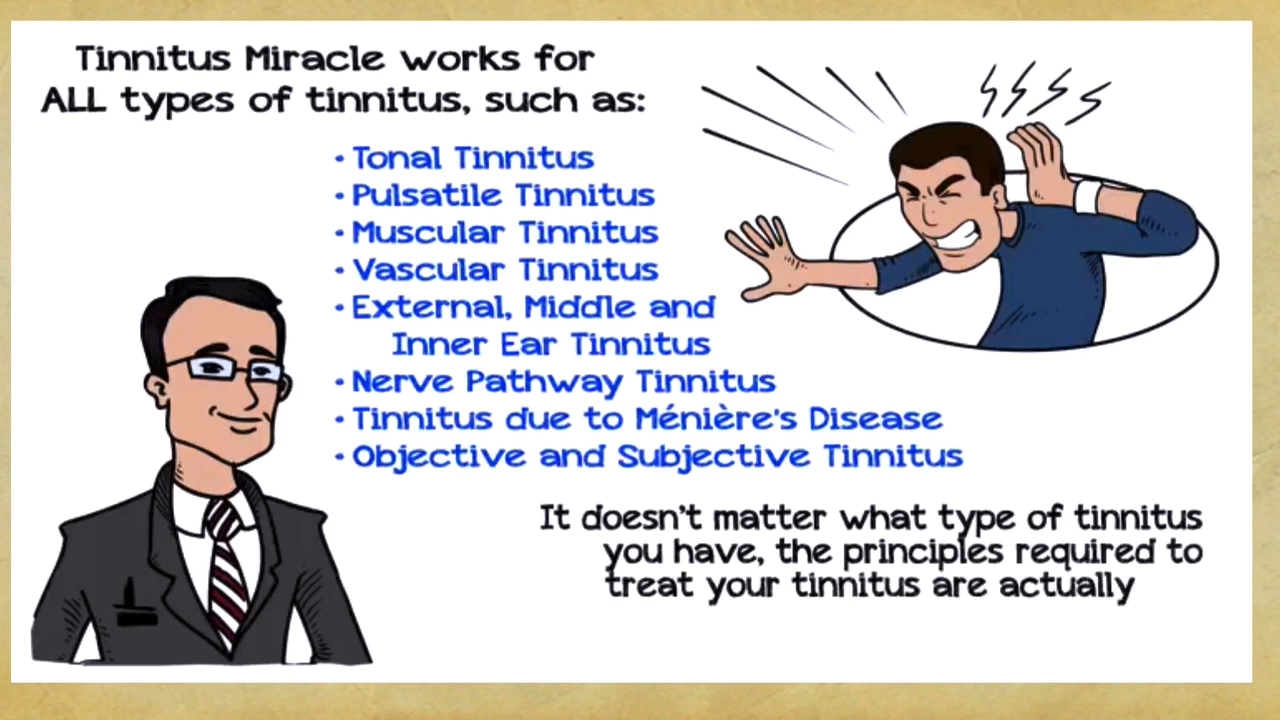 Tinnitus Miracle works for
ALL types of tinnitus, such as:
• Tonal Tinnitus
• Pulsatile Tinnitus
• Muscular Tinnitus
• Vascular Tinnitus
• External, Middle and
Inner Ear Tinnitus
• Nerve Pathway Tinnitus
• Tinnitus due to Ménière's Disease
• Objective and Subjective Tinnitus
It doesn't matter what type of tinnitus
you have, the principles required to
treat your tinnitus are actually